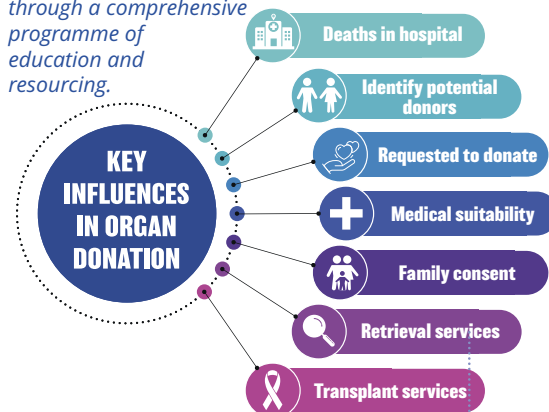 through a comprehensive
programme of
education and
resourcing.
KEY
INFLUENCES
IN ORGAN
DONATION
Deaths in hospital
Identify potential
donors
Requested to donate
Medical suitability
Family consent
Retrieval services
Transplant services